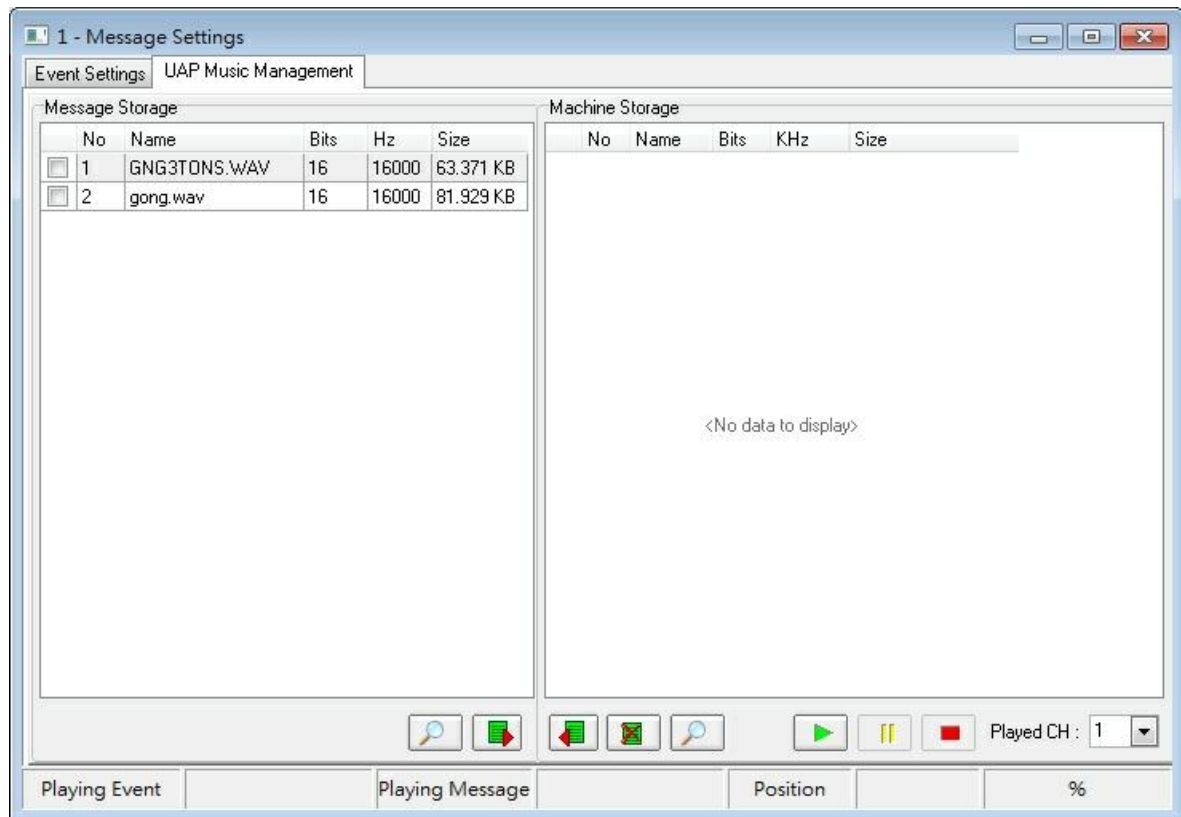 1 - Message Settings
Event Settings UAP Music Management
Message Storage
No Name Bits Hz Size
1 GNG3TONS.WAV 16 16000 63.371 KB
2 gong.wav 16 16000 81.929 KB
Machine Storage
No Name Bits KHz Size
<No data to display>
Played CH : 1
Playing Event Playing Message Position %